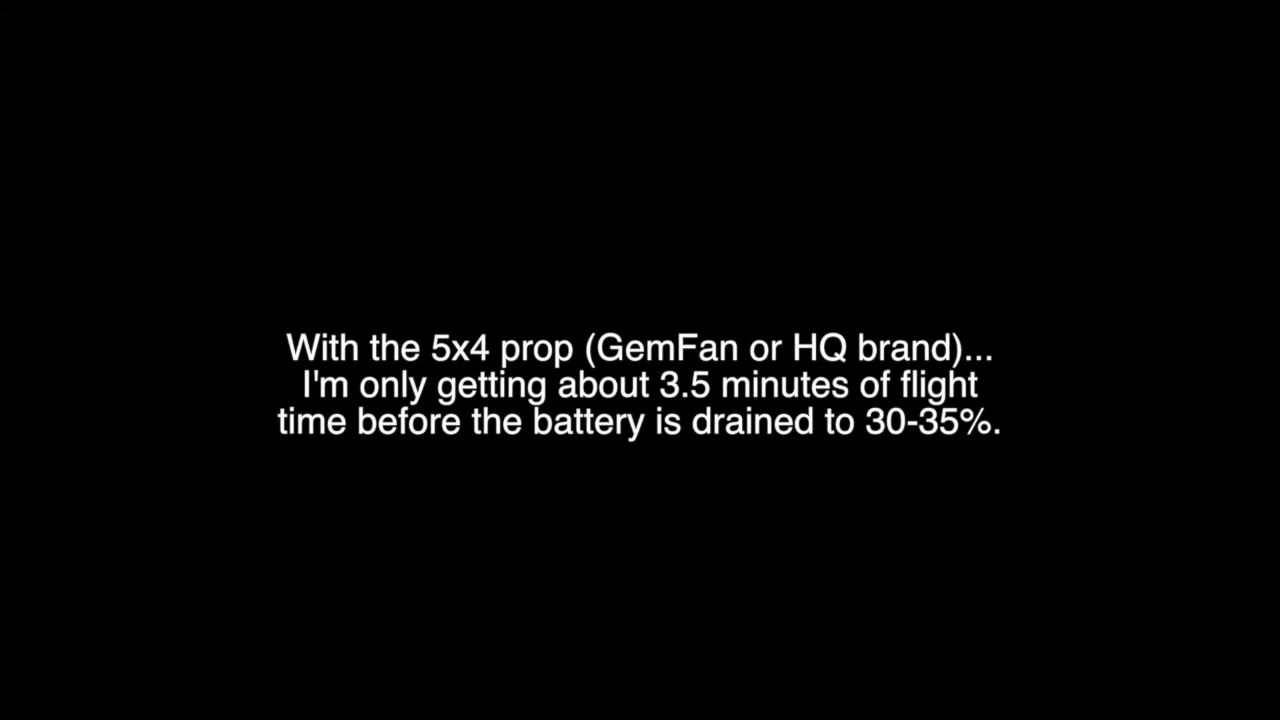 With the 5x4 prop (GemFan or HQ brand)...
I'm only getting about 3.5 minutes of flight
time before the battery is drained to 30-35%.